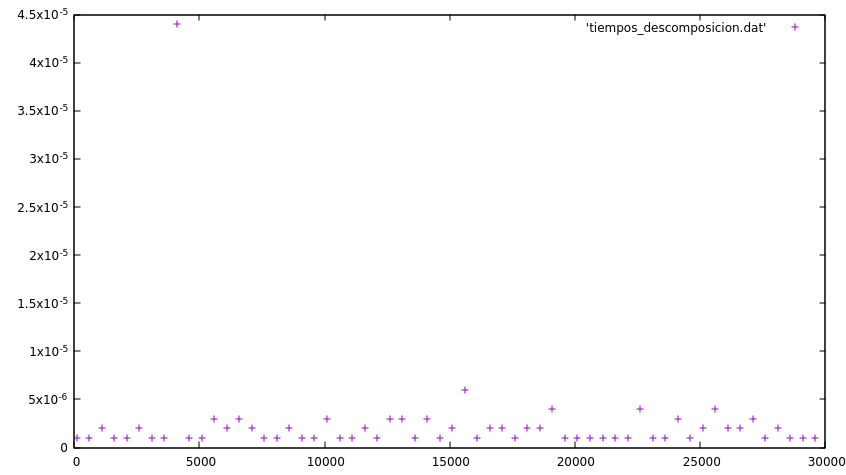 4.5x10⁻⁵
'tiempos_descomposicion.dat'
4x10⁻⁵
3.5x10⁻⁵
3x10⁻⁵
2.5x10⁻⁵
2x10⁻⁵
1.5x10⁻⁵
1x10⁻⁵
5x10⁻⁶
0
0 5000 10000 15000 20000 25000 30000